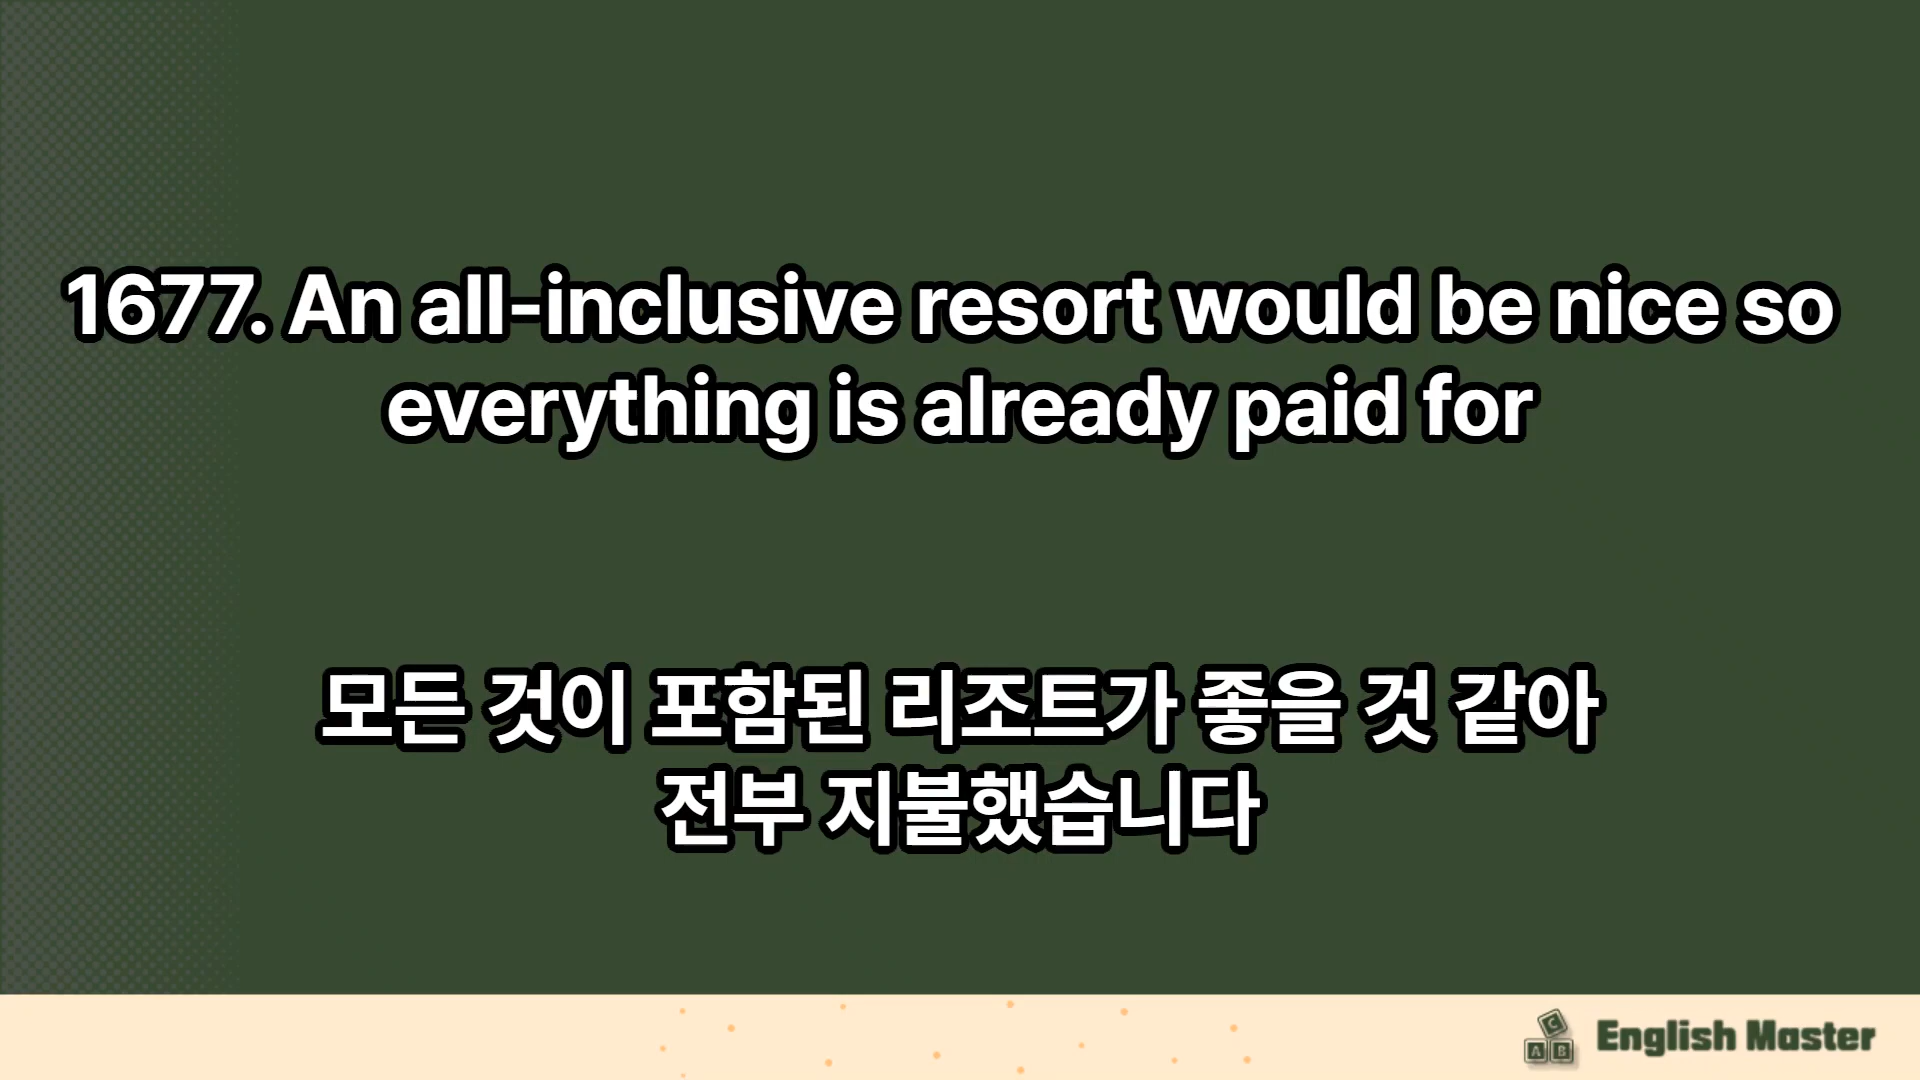 1677. An all-inclusive resort would be nice so
everything is already paid for
모든 것이 포함된 리조트가 좋을 것 같아
전부 지불했습니다
C
A B
English Master